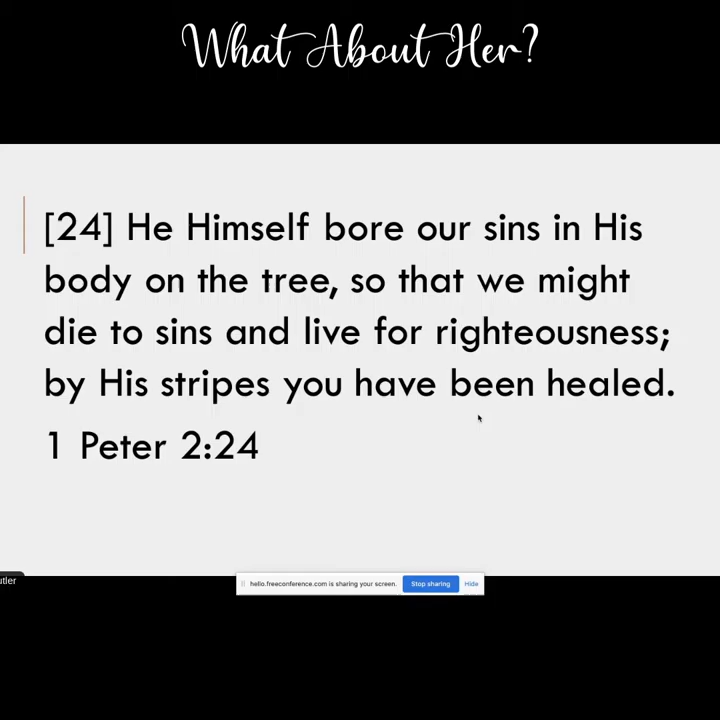 What About Her?
[24] He Himself bore our sins in His
body on the tree, so that we might
die to sins and live for righteousness;
by His stripes you have been healed.
1 Peter 2:24
utler
hello.freeconference.com is sharing your screen. Stop sharing Hide